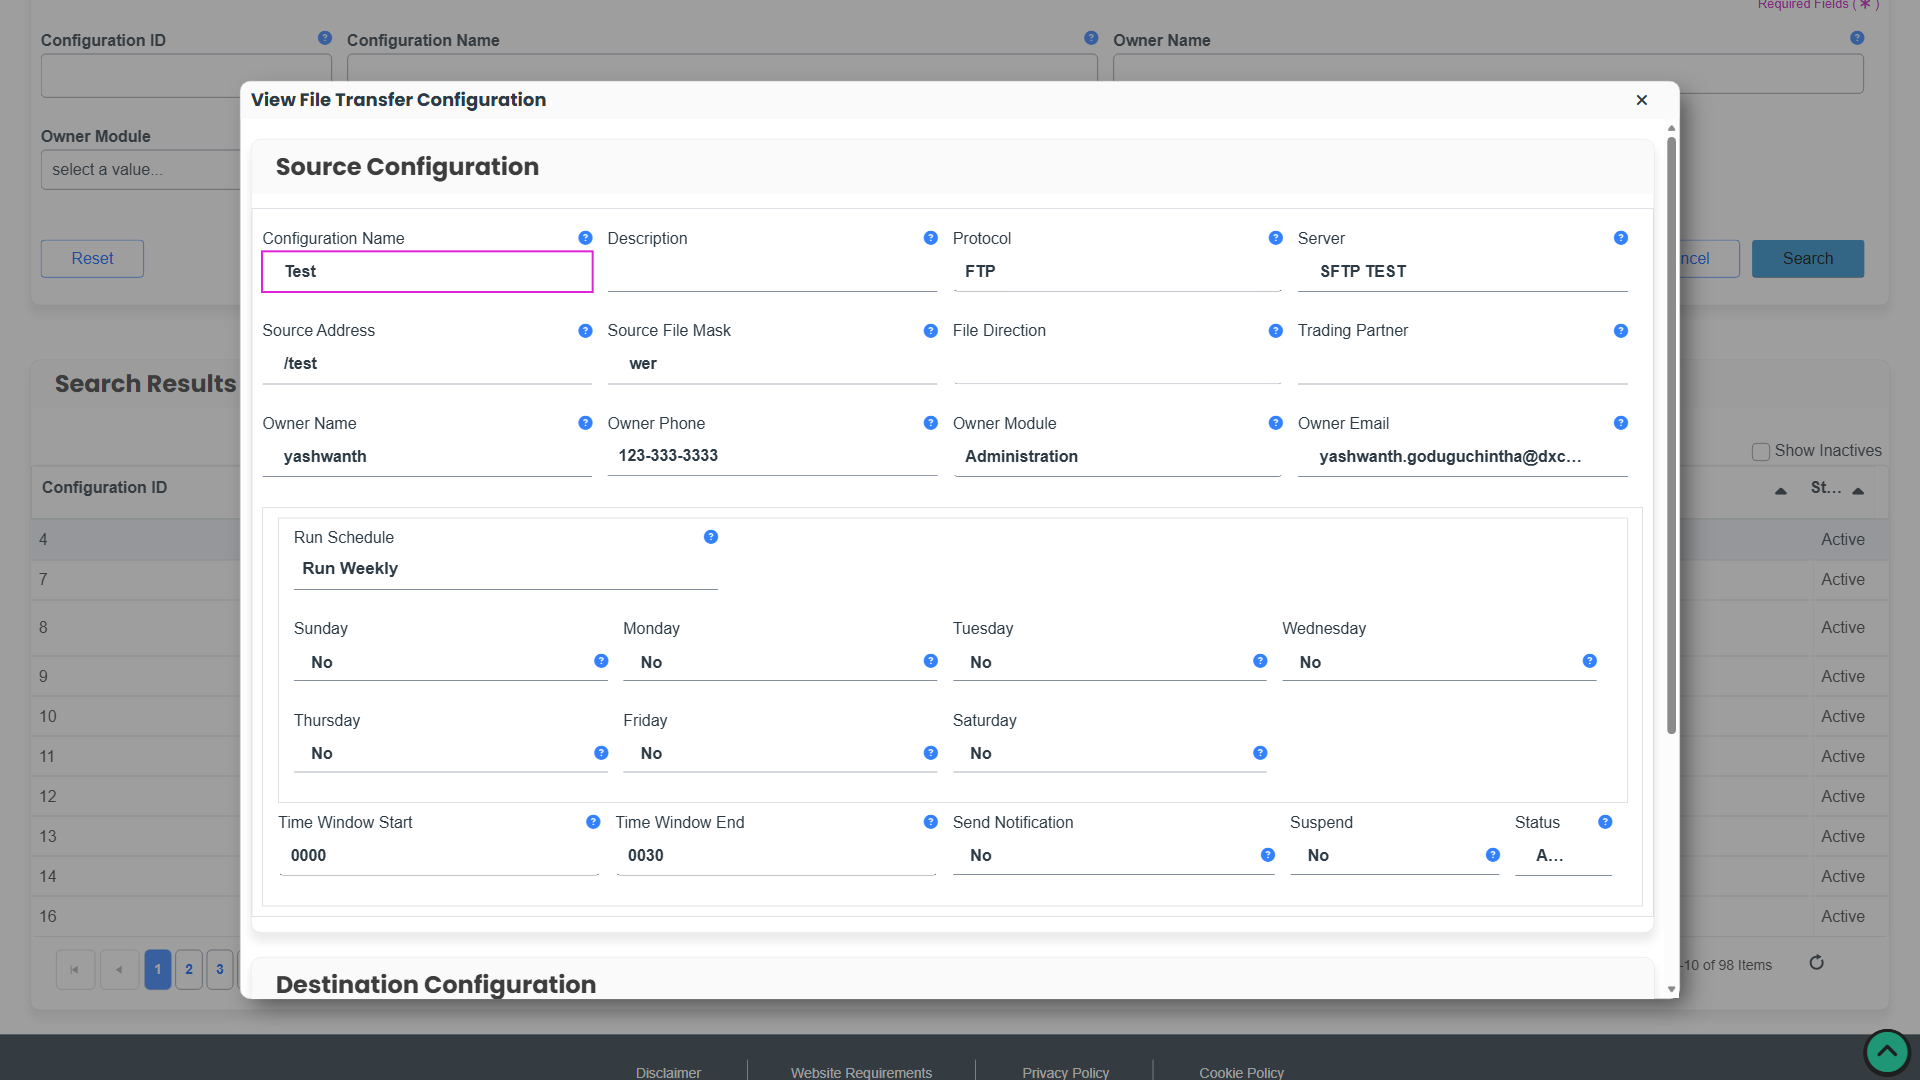 Required Fields ( * )
Configuration ID
Configuration Name
Owner Name
Owner Module
select a value...
Reset
Search
View File Transfer Configuration
Source Configuration
Configuration Name
Description
Protocol
Server
Test
FTP
SFTP TEST
Source Address
Source File Mask
File Direction
Trading Partner
/test
wer
Owner Name
Owner Phone
Owner Module
Owner Email
yashwanth
123-333-3333
Administration
yashwanth.goduguchintha@dxc...
Run Schedule
Run Weekly
Sunday
Monday
Tuesday
Wednesday
No
No
No
No
Thursday
Friday
Saturday
No
No
No
Time Window Start
Time Window End
Send Notification
Suspend
Status
0000
0030
No
No
A...
Destination Configuration
Search Results
Show Inactives
Configuration ID
St...
4
Active
7
Active
8
Active
9
Active
10
Active
11
Active
12
Active
13
Active
14
Active
16
Active
1
2
3
-10 of 98 Items
Disclaimer
Website Requirements
Privacy Policy
Cookie Policy